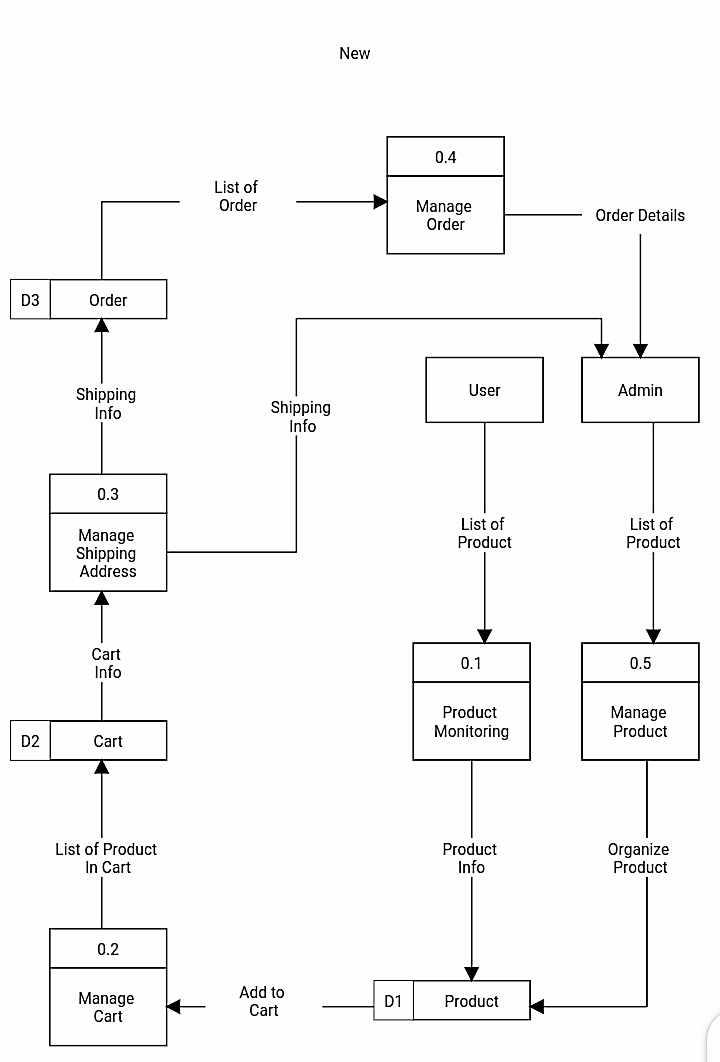 New
0.4
Manage
Order
List of
Order
Order Details
D3
Order
Shipping
Info
Shipping
Info
User
Admin
0.3
Manage
Shipping
Address
List of
Product
List of
Product
Cart
Info
0.1
Product
Monitoring
0.5
Manage
Product
D2
Cart
List of Product
In Cart
Product
Info
Organize
Product
0.2
Manage
Cart
Add to
Cart
D1
Product